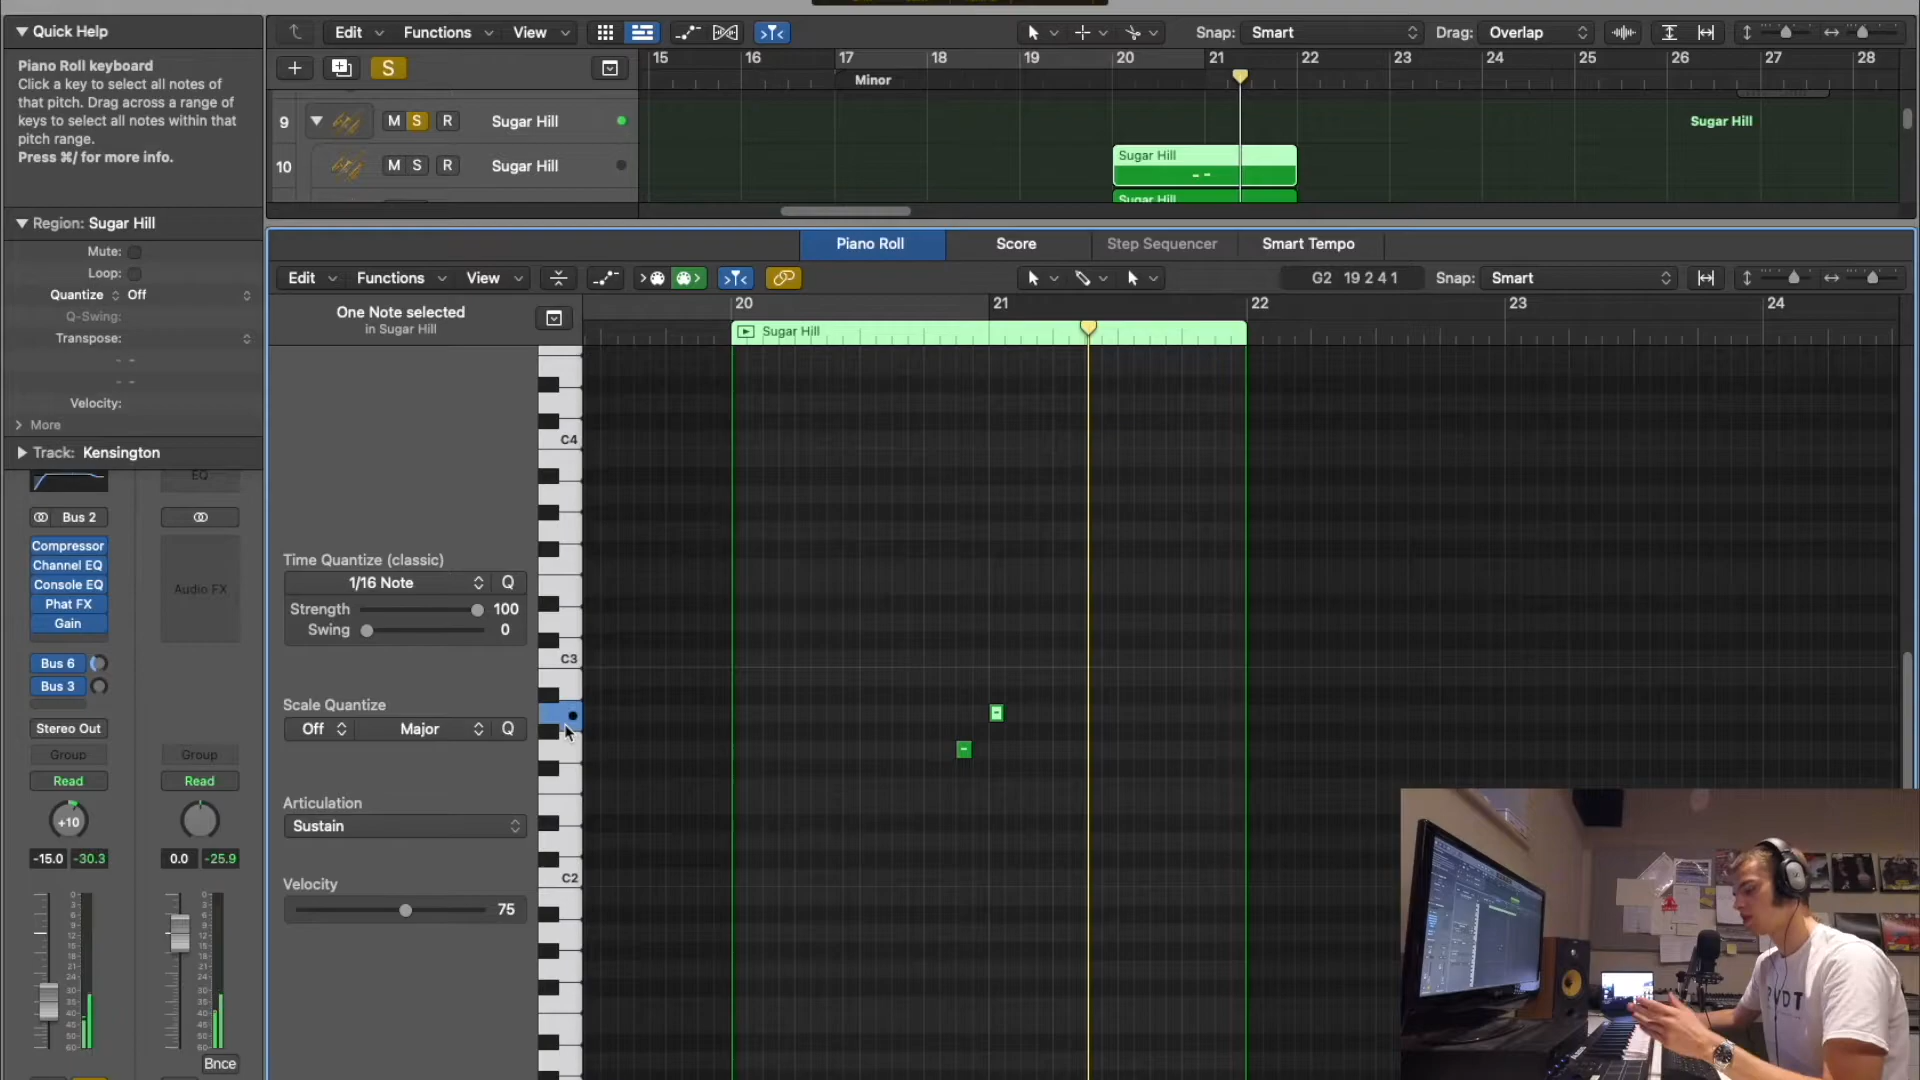 Quick Help
Piano Roll keyboard
Click a key to select all notes of
that pitch. Drag across a range of
keys to select all notes within that
pitch range.
Press ⌘/ for more info.
Region: Sugar Hill
Mute:
Loop:
Quantize Off
Q-Swing:
Transpose:
Velocity:
More
Track: Kensington
EQ
Bus 2
Compressor
Channel EQ
Console EQ
Phat FX
Gain
Audio FX
Bus 6
Bus 3
Stereo Out
Group Group
Read Read
+10
-15.0 -30.3 0.0 -25.9
Bnce
Edit Functions View
Snap: Smart Drag: Overlap
S
15 16 17 18 19 20 21 22 23 24 25 26 27 28
Minor
9 M S R Sugar Hill
Sugar Hill
10 M S R Sugar Hill
Sugar Hill
Sugar Hill
Piano Roll Score Step Sequencer Smart Tempo
Edit Functions View
G2 19 2 4 1 Snap: Smart
One Note selected
in Sugar Hill
20 21 22 23 24
Sugar Hill
C4
Time Quantize (classic)
1/16 Note Q
Strength 100
Swing 0
C3
Scale Quantize
Off Major Q
Articulation
Sustain
C2
Velocity
75